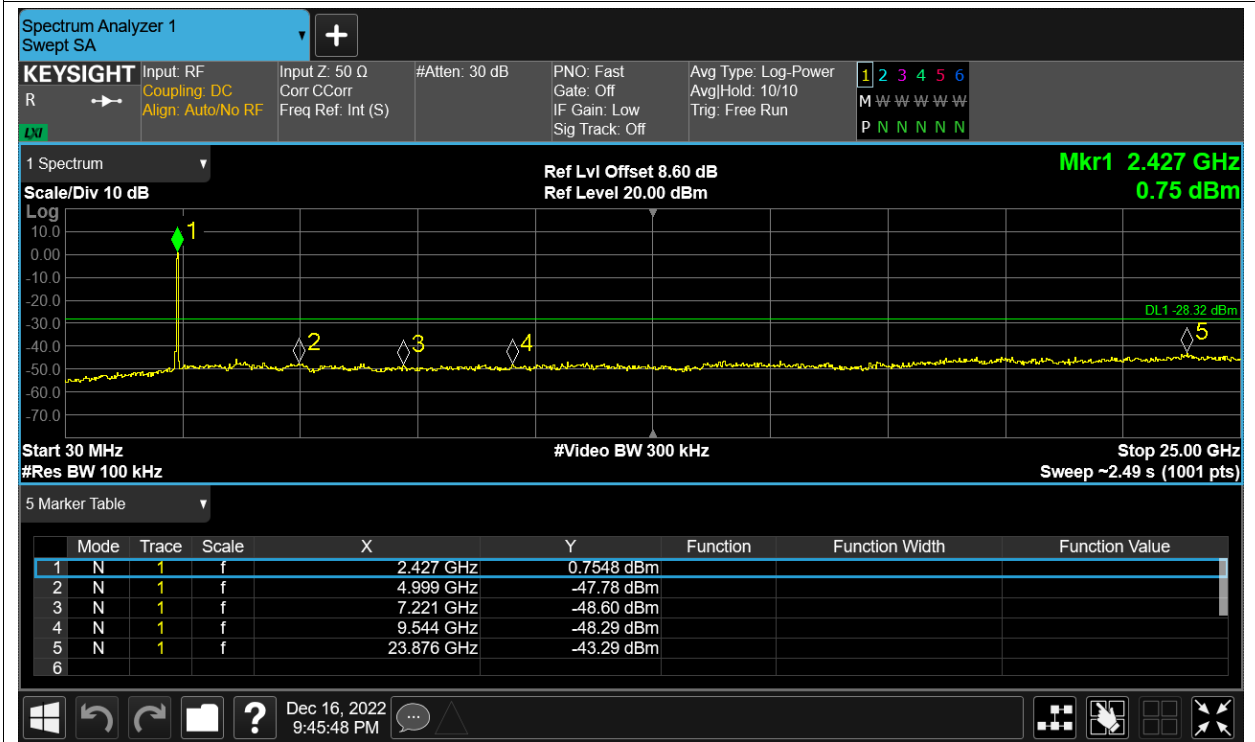 Spectrum Analyzer 1
Swept SA
+
KEYSIGHT
R
LXI
Input: RF
Coupling: DC
Align: Auto/No RF
Input Z: 50 Ω
Corr CCorr
Freq Ref: Int (S)
#Atten: 30 dB
PNO: Fast
Gate: Off
IF Gain: Low
Sig Track: Off
Avg Type: Log-Power
Avg|Hold: 10/10
Trig: Free Run
1 2 3 4 5 6
M W W W W W
P N N N N N
1 Spectrum
Scale/Div 10 dB
Ref Lvl Offset 8.60 dB
Ref Level 20.00 dBm
Mkr1 2.427 GHz
0.75 dBm
Log
10.0
0.00
-10.0
-20.0
-30.0
-40.0
-50.0
-60.0
-70.0
1
2
3
4
5
DL1 -28.32 dBm
Start 30 MHz
#Res BW 100 kHz
#Video BW 300 kHz
Stop 25.00 GHz
Sweep ~2.49 s (1001 pts)
5 Marker Table
Mode Trace Scale X Y Function Function Width Function Value
1 N 1 f 2.427 GHz 0.7548 dBm
2 N 1 f 4.999 GHz -47.78 dBm
3 N 1 f 7.221 GHz -48.60 dBm
4 N 1 f 9.544 GHz -48.29 dBm
5 N 1 f 23.876 GHz -43.29 dBm
6
?
Dec 16, 2022
9:45:48 PM